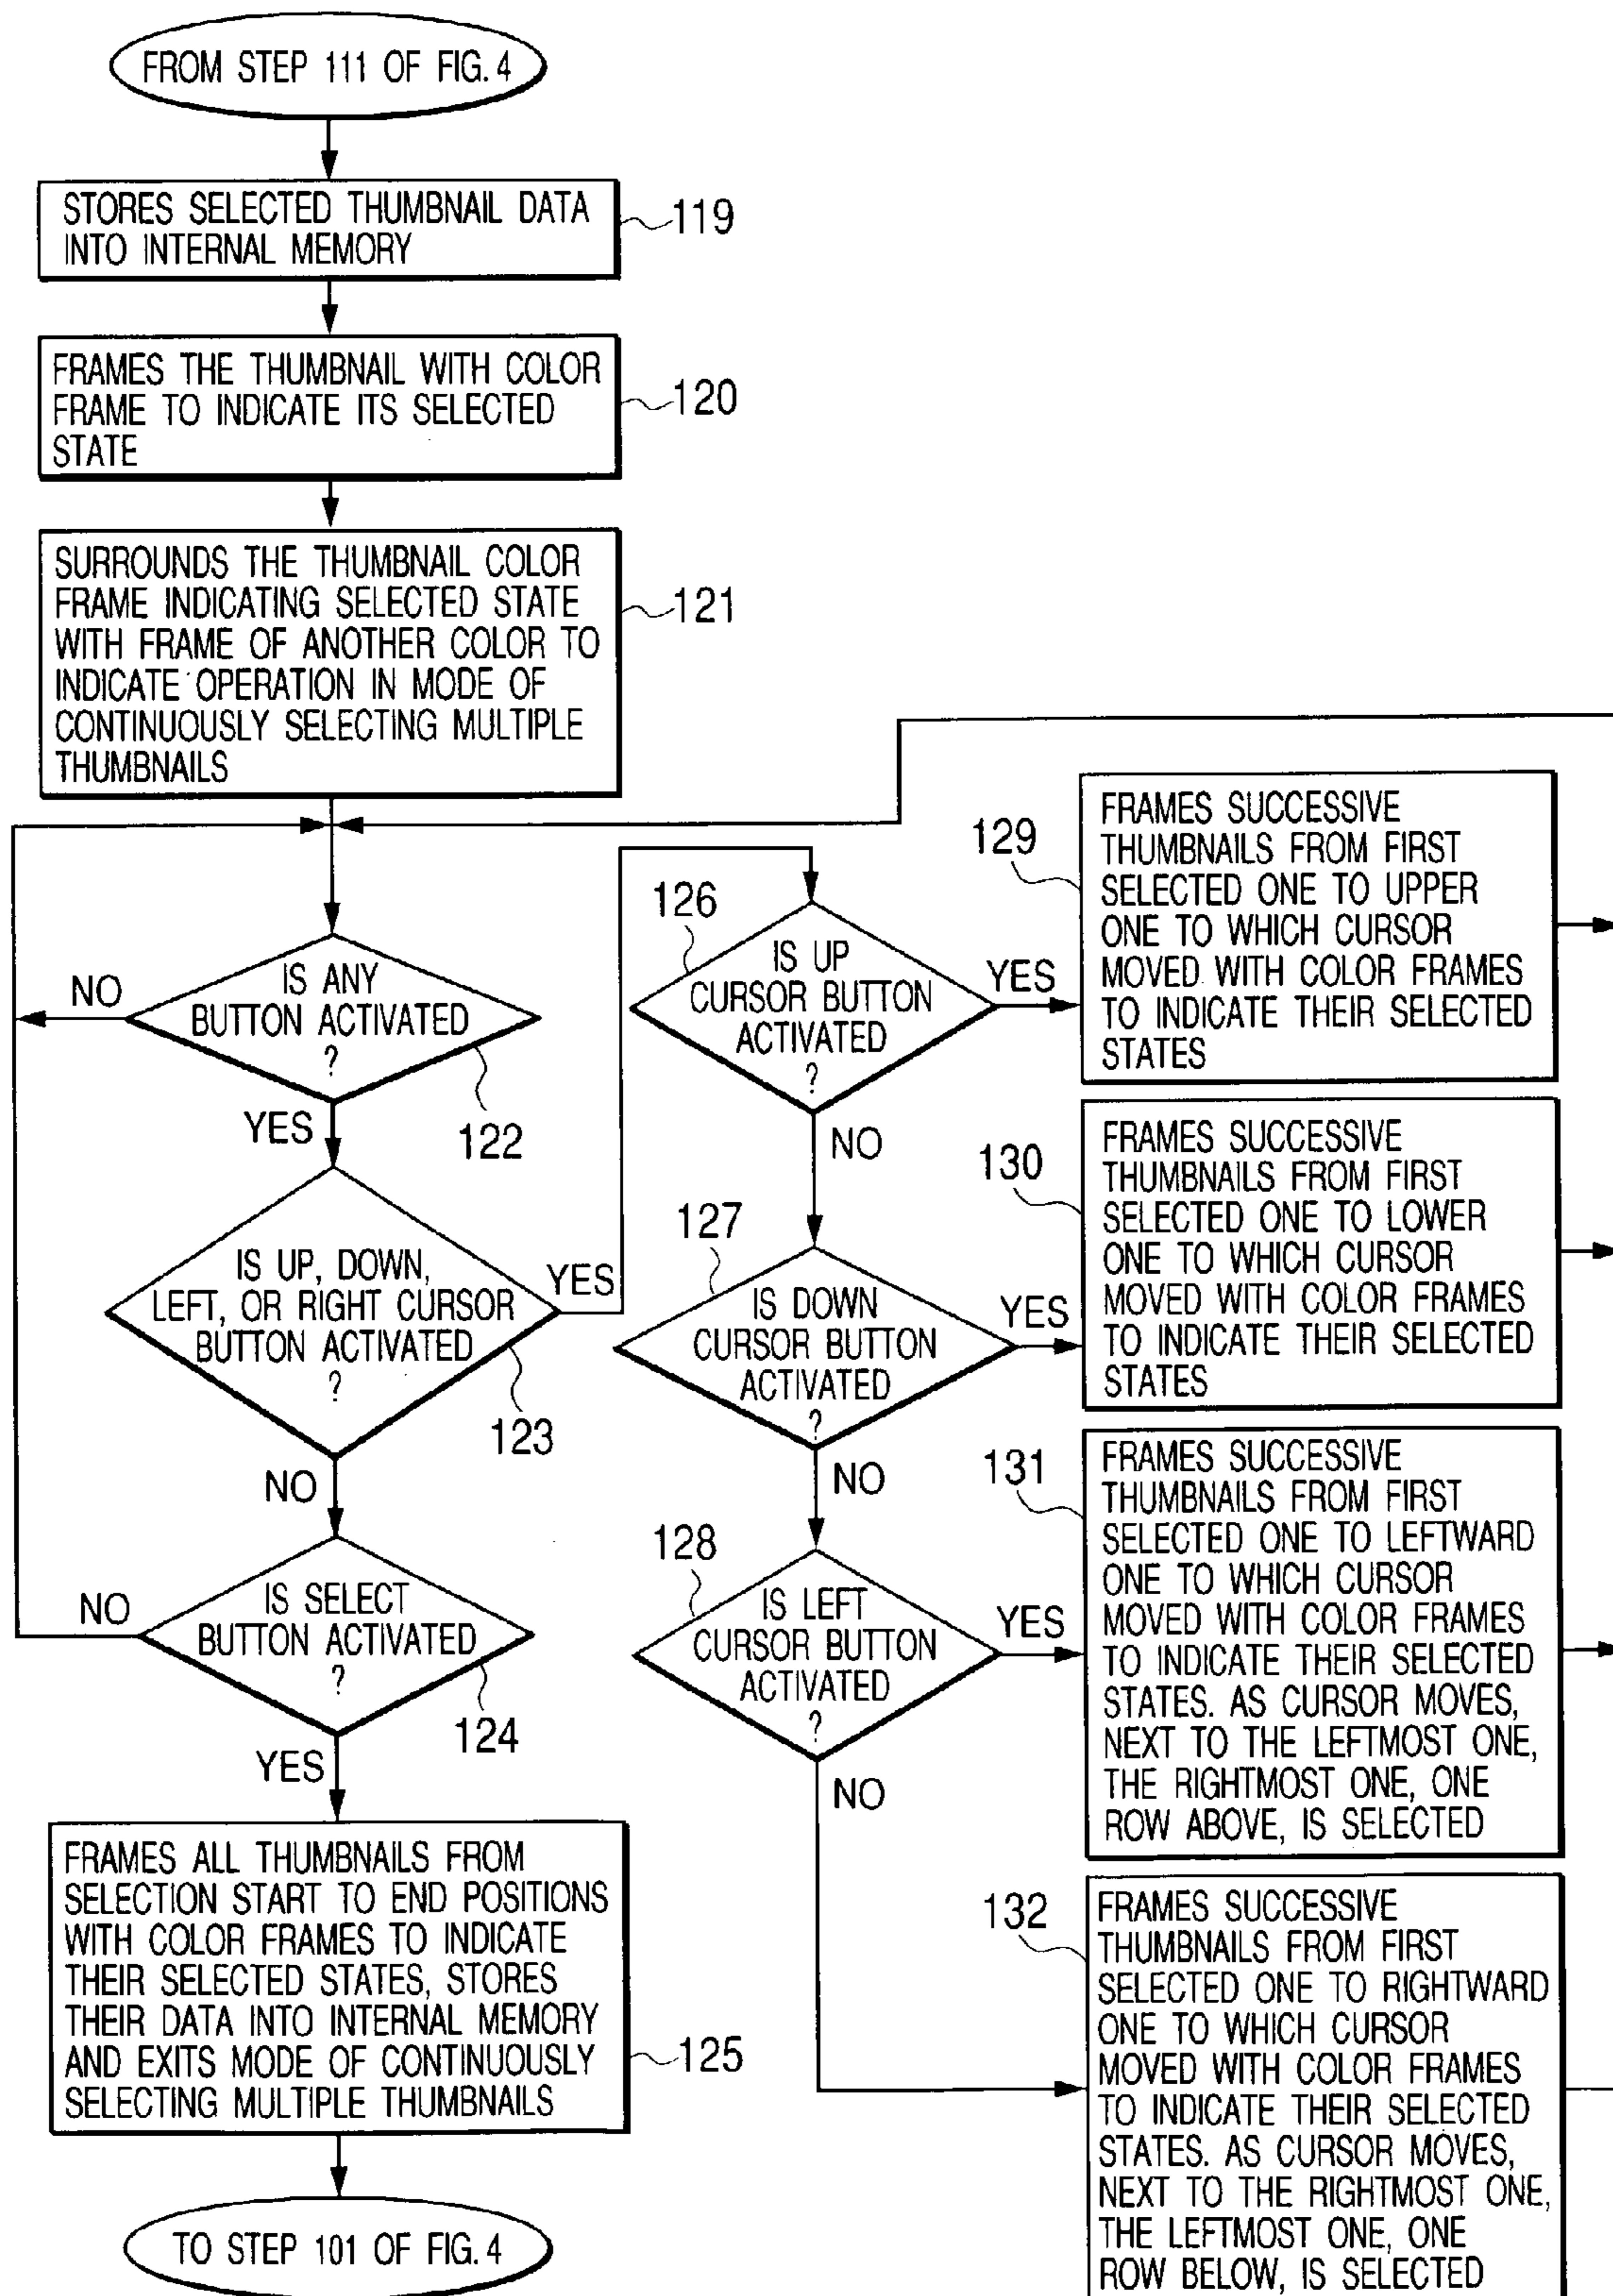 FROM STEP 111 OF FIG. 4
STORES SELECTED THUMBNAIL DATA
INTO INTERNAL MEMORY
119
FRAMES THE THUMBNAIL WITH COLOR
FRAME TO INDICATE ITS SELECTED
STATE
120
SURROUNDS THE THUMBNAIL COLOR
FRAME INDICATING SELECTED STATE
WITH FRAME OF ANOTHER COLOR TO
INDICATE OPERATION IN MODE OF
CONTINUOUSLY SELECTING MULTIPLE
THUMBNAILS
121
IS ANY
BUTTON ACTIVATED
?
NO
YES
122
IS UP, DOWN,
LEFT, OR RIGHT CURSOR
BUTTON ACTIVATED
?
YES
NO
123
IS SELECT
BUTTON ACTIVATED
?
NO
YES
124
FRAMES ALL THUMBNAILS FROM
SELECTION START TO END POSITIONS
WITH COLOR FRAMES TO INDICATE
THEIR SELECTED STATES, STORES
THEIR DATA INTO INTERNAL MEMORY
AND EXITS MODE OF CONTINUOUSLY
SELECTING MULTIPLE THUMBNAILS
125
TO STEP 101 OF FIG. 4
126
IS UP
CURSOR BUTTON
ACTIVATED
?
YES
NO
127
IS DOWN
CURSOR BUTTON
ACTIVATED
?
YES
NO
128
IS LEFT
CURSOR BUTTON
ACTIVATED
?
YES
NO
129
FRAMES SUCCESSIVE
THUMBNAILS FROM FIRST
SELECTED ONE TO UPPER
ONE TO WHICH CURSOR
MOVED WITH COLOR FRAMES
TO INDICATE THEIR SELECTED
STATES
130
FRAMES SUCCESSIVE
THUMBNAILS FROM FIRST
SELECTED ONE TO LOWER
ONE TO WHICH CURSOR
MOVED WITH COLOR FRAMES
TO INDICATE THEIR SELECTED
STATES
131
FRAMES SUCCESSIVE
THUMBNAILS FROM FIRST
SELECTED ONE TO LEFTWARD
ONE TO WHICH CURSOR
MOVED WITH COLOR FRAMES
TO INDICATE THEIR SELECTED
STATES. AS CURSOR MOVES,
NEXT TO THE LEFTMOST ONE,
THE RIGHTMOST ONE, ONE
ROW ABOVE, IS SELECTED
132
FRAMES SUCCESSIVE
THUMBNAILS FROM FIRST
SELECTED ONE TO RIGHTWARD
ONE TO WHICH CURSOR
MOVED WITH COLOR FRAMES
TO INDICATE THEIR SELECTED
STATES. AS CURSOR MOVES,
NEXT TO THE RIGHTMOST ONE,
THE LEFTMOST ONE, ONE
ROW BELOW, IS SELECTED